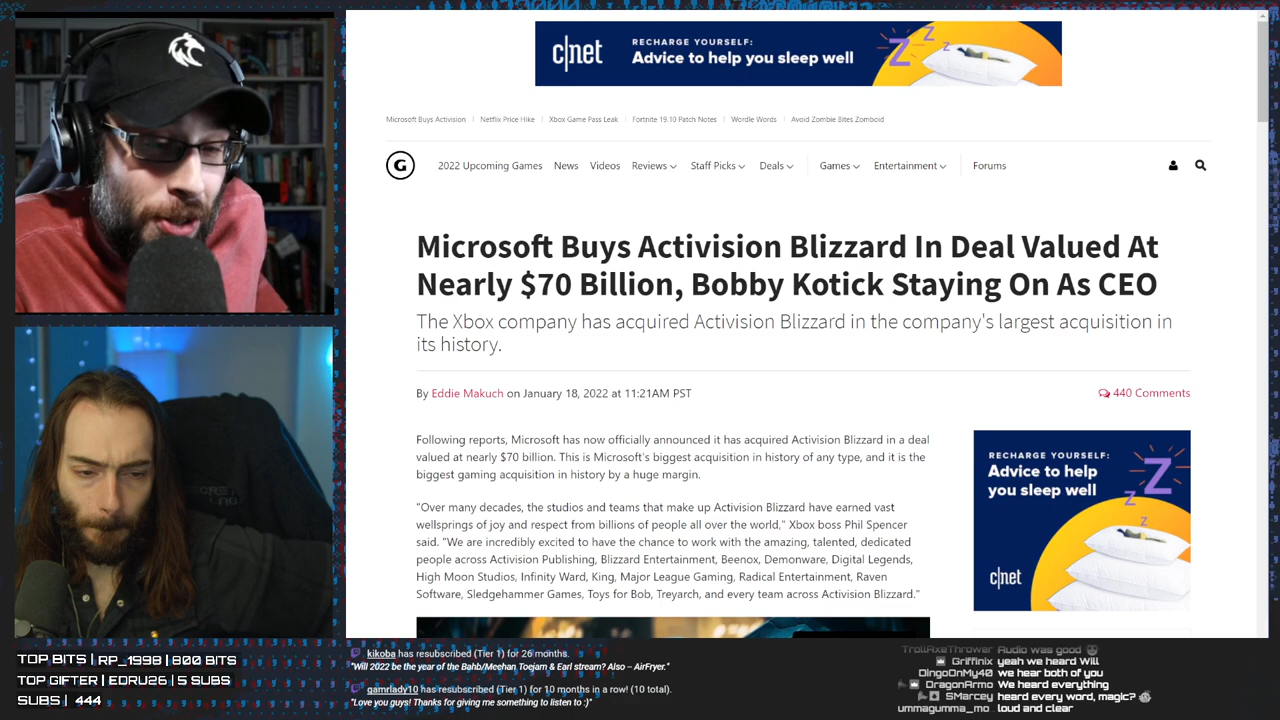 c|net
RECHARGE YOURSELF:
Advice to help you sleep well
Z z z
Microsoft Buys Activision
Netflix Price Hike
Xbox Game Pass Leak
Fortnite 19.10 Patch Notes
Wordle Words
Avoid Zombie Bites Zomboid
G
2022 Upcoming Games
News
Videos
Reviews
Staff Picks
Deals
Games
Entertainment
Forums
Microsoft Buys Activision Blizzard In Deal Valued At
Nearly $70 Billion, Bobby Kotick Staying On As CEO
The Xbox company has acquired Activision Blizzard in the company's largest acquisition in
its history.
By Eddie Makuch on January 18, 2022 at 11:21AM PST
440 Comments
Following reports, Microsoft has now officially announced it has acquired Activision Blizzard in a deal
valued at nearly $70 billion. This is Microsoft's biggest acquisition in history of any type, and it is the
biggest gaming acquisition in history by a huge margin.
"Over many decades, the studios and teams that make up Activision Blizzard have earned vast
wellsprings of joy and respect from billions of people all over the world," Xbox boss Phil Spencer
said. "We are incredibly excited to have the chance to work with the amazing, talented, dedicated
people across Activision Publishing, Blizzard Entertainment, Beenox, Demonware, Digital Legends,
High Moon Studios, Infinity Ward, King, Major League Gaming, Radical Entertainment, Raven
Software, Sledgehammer Games, Toys for Bob, Treyarch, and every team across Activision Blizzard."
RECHARGE YOURSELF:
Advice to help
you sleep well
Z z z
c|net
TOP BITS | RP_1998 | 800 BITS
TOP GIFTER | EDRU26 | 5 SUBS
SUBS | 444
kikoba has resubscribed (Tier 1) for 26 months.
"Will 2022 be the year of the Bahb/Meehan Toejam & Earl stream? Also – AirFryer."
gamrlady10 has resubscribed (Tier 1) for 10 months in a row! (10 total).
"Love you guys! Thanks for giving me something to listen to :)"
TrollAxeThrower Audio was good
Griffinix yeah we heard Will
DingoOnMy40 we hear both of you
DragonArmo We heard everything
SMarcey heard every word, magic?
ummagumma_mo loud and clear